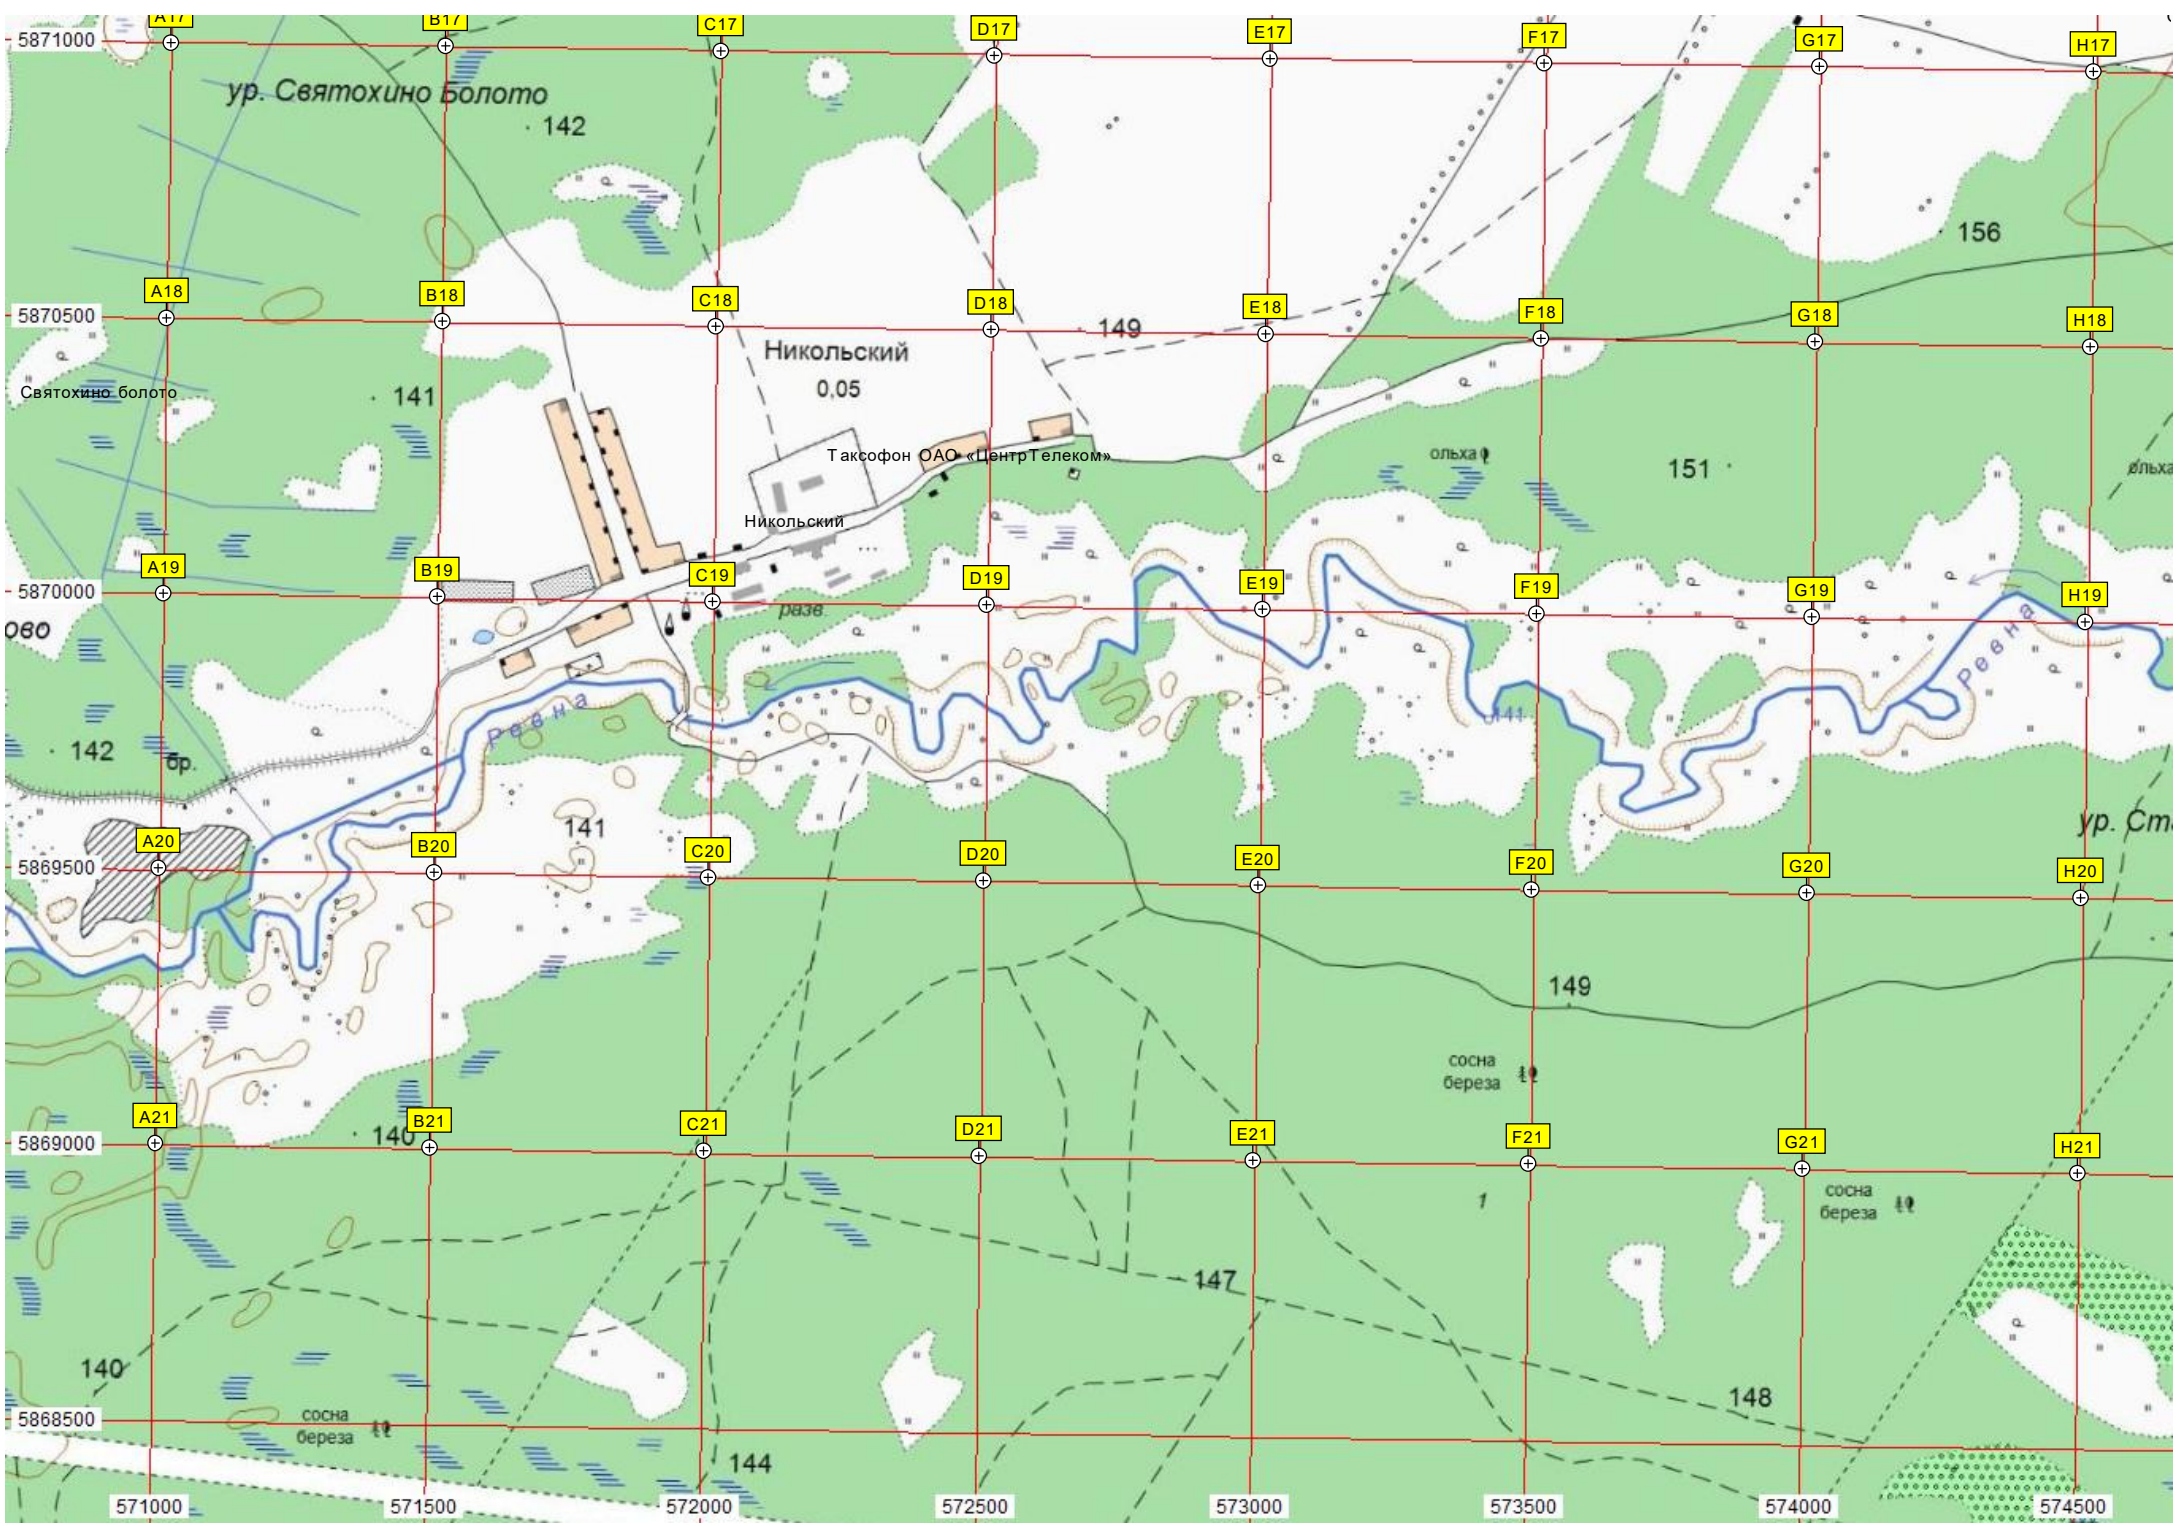 A17 B17 C17 D17 E17 F17 G17 H17
5871000
ур. Святохино Болото
142
156
A18 B18 C18 D18 E18 F18 G18 H18
5870500
149
Никольский
0,05
Святохино болото
141
Таксофон ОАО «ЦентрТелеком»
ольха
151
ольха
Никольский
A19 B19 C19 D19 E19 F19 G19 H19
5870000
разв.
ово
Ревна
Ревна
141
142
бр.
141
ур. Ст
A20 B20 C20 D20 E20 F20 G20 H20
5869500
149
сосна
береза
A21 B21 C21 D21 E21 F21 G21 H21
140
5869000
1
сосна
береза
147
140
148
5868500
сосна
береза
144
571000 571500 572000 572500 573000 573500 574000 574500